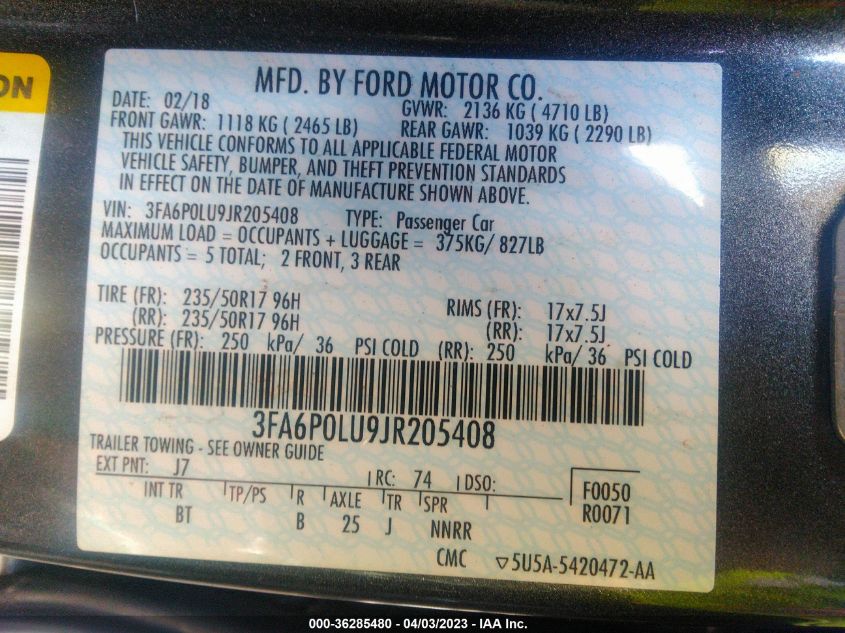 ON
MFD. BY FORD MOTOR CO.
DATE: 02/18 GVWR: 2136 KG ( 4710 LB)
FRONT GAWR: 1118 KG ( 2465 LB) REAR GAWR: 1039 KG ( 2290 LB)
THIS VEHICLE CONFORMS TO ALL APPLICABLE FEDERAL MOTOR
VEHICLE SAFETY, BUMPER, AND THEFT PREVENTION STANDARDS
IN EFFECT ON THE DATE OF MANUFACTURE SHOWN ABOVE.
VIN: 3FA6P0LU9JR205408 TYPE: Passenger Car
MAXIMUM LOAD = OCCUPANTS + LUGGAGE = 375KG/ 827LB
OCCUPANTS = 5 TOTAL; 2 FRONT, 3 REAR
TIRE (FR): 235/50R17 96H RIMS (FR): 17x7.5J
(RR): 235/50R17 96H (RR): 17x7.5J
PRESSURE (FR): 250 kPa/ 36 PSI COLD (RR): 250 kPa/ 36 PSI COLD
3FA6P0LU9JR205408
TRAILER TOWING - SEE OWNER GUIDE
EXT PNT: J7 RC: 74 DSO: F0050
INT TR TP/PS R AXLE TR SPR R0071
BT B 25 J NNRR
CMC ▽5U5A-5420472-AA
000-36285480 - 04/03/2023 - IAA Inc.